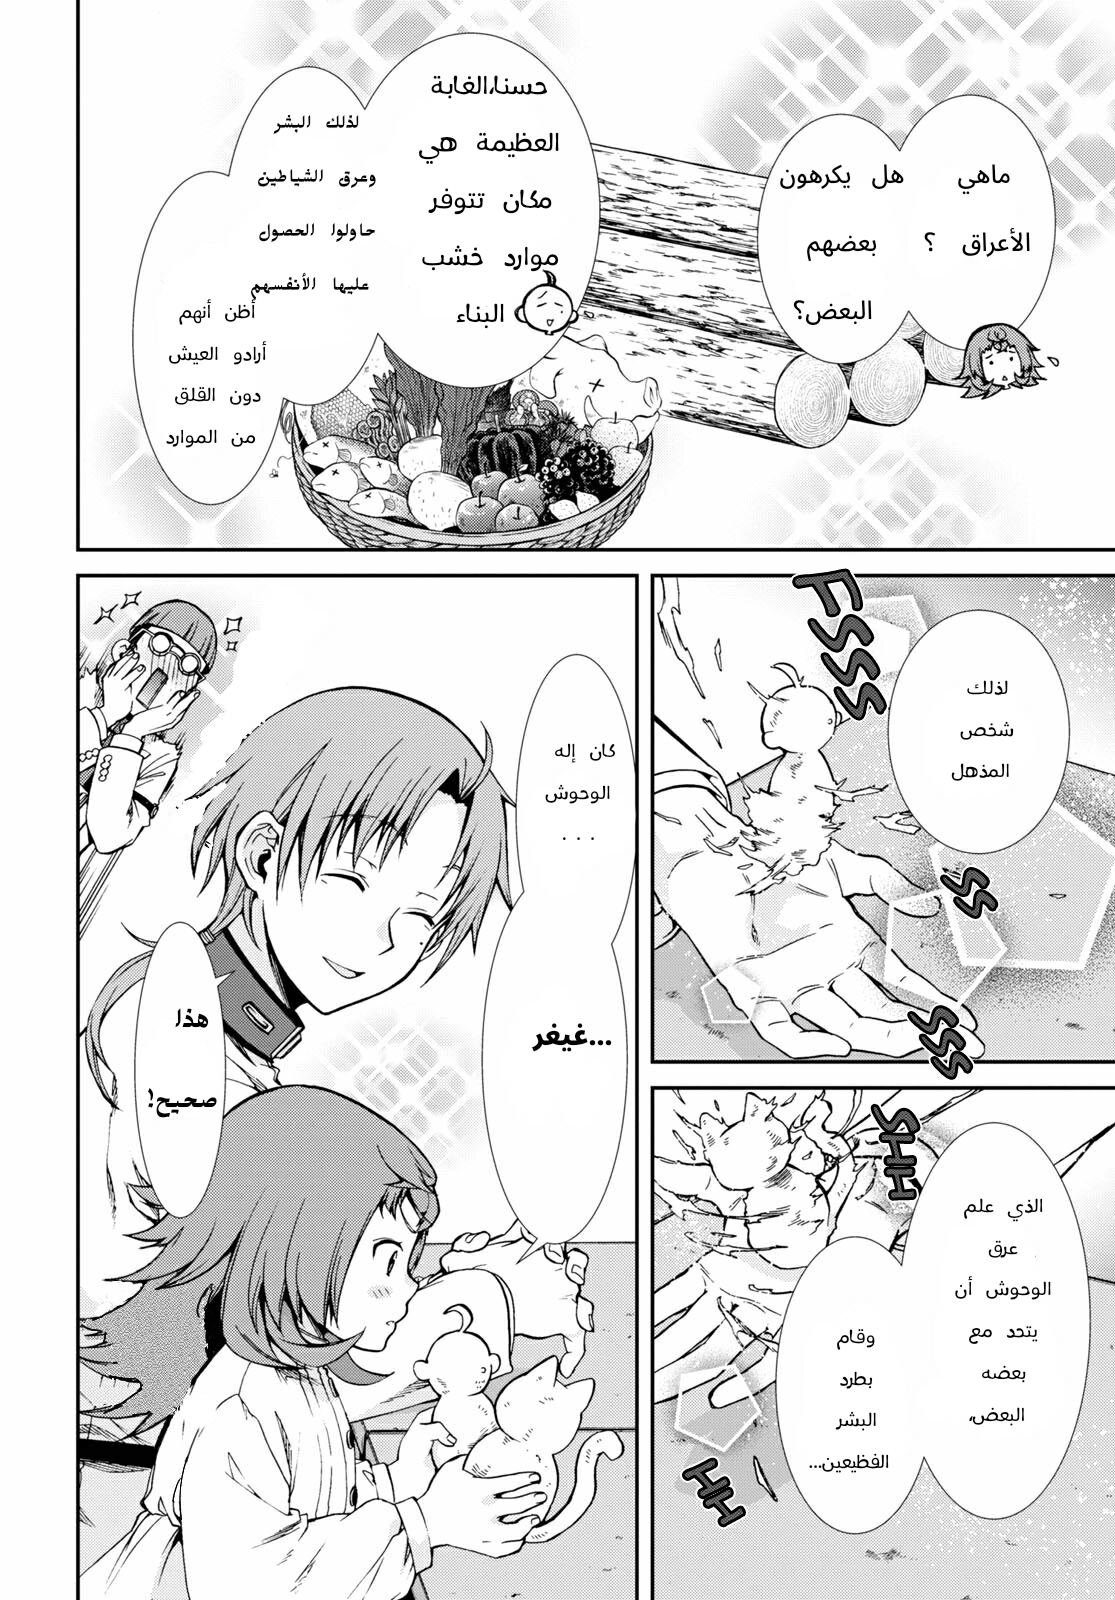 ماهي
الأعراق ؟
هل يكرهون
بعضهم
البعض؟
حسنا،الغابة
العظيمة هي
مكان تتوفر
موارد خشب
البناء
لذلك البشر
وعرق الشياطين
حاولوا الحصول
عليها الأنفسهم
أظن أنهم
أرادو العيش
دون القلق
من الموارد
FSSS
لذلك
شخص
المذهل
SS
SSS
SHH
الذي علم
عرق
الوحوش أن
يتحد مع
بعضه
البعض،
وقام
بطرد
البشر
الفظيعين...
HH
كان إله
الوحوش
...
...غيغر
هذا
صحيح!